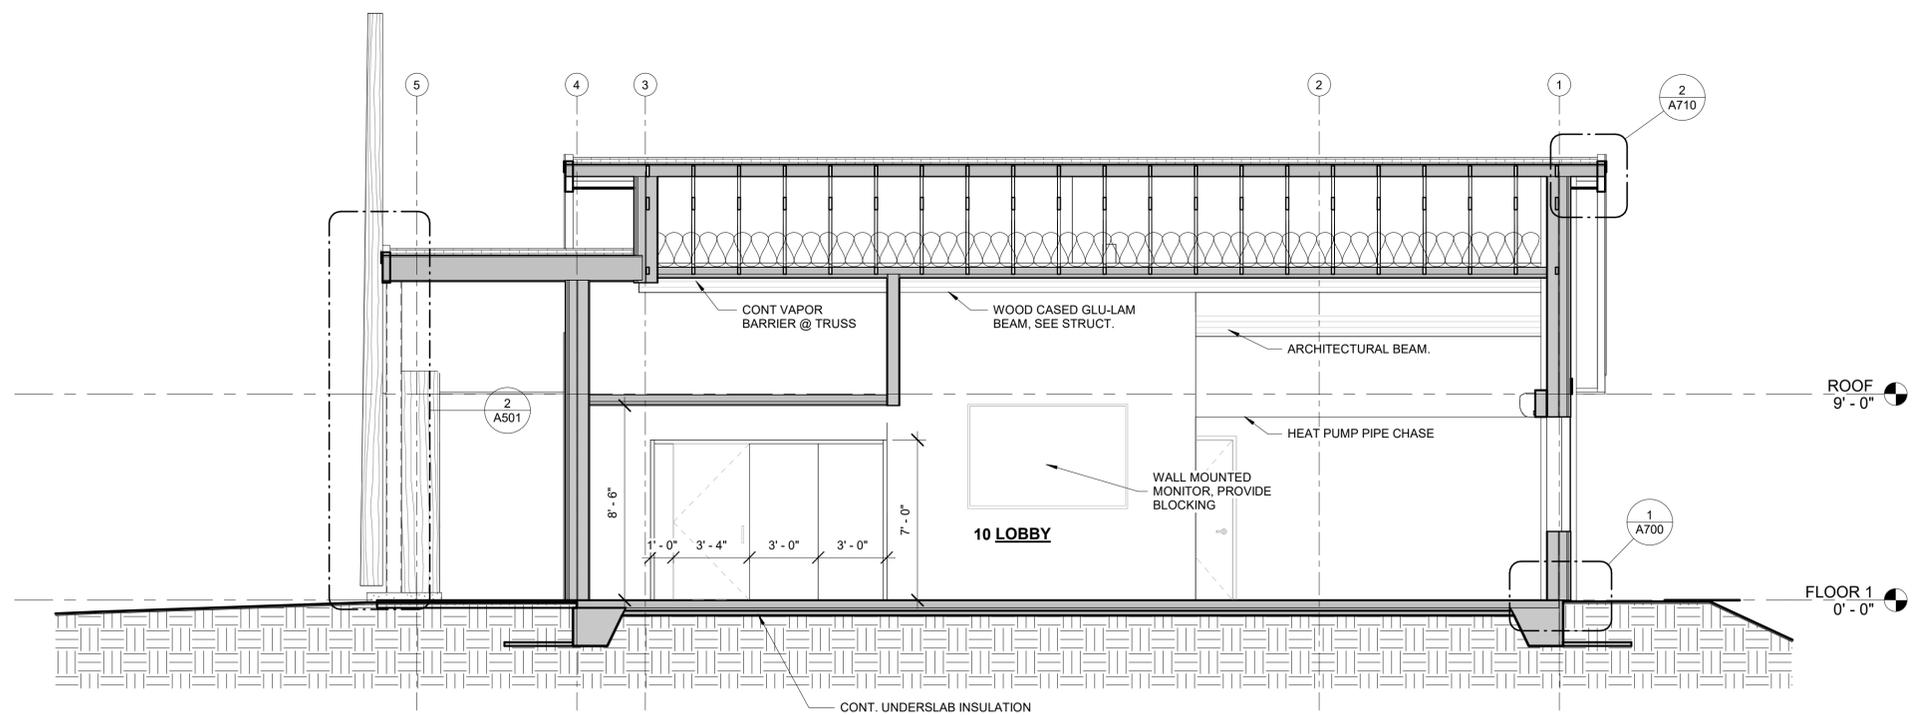 5
4
3
2
1
2
A710
CONT VAPOR
BARRIER @ TRUSS
WOOD CASED GLU-LAM
BEAM, SEE STRUCT.
ARCHITECTURAL BEAM.
ROOF
9' - 0"
2
A501
HEAT PUMP PIPE CHASE
WALL MOUNTED
MONITOR, PROVIDE
BLOCKING
8' - 6"
7' - 0"
10 LOBBY
1
A700
1' - 0"
3' - 4"
3' - 0"
3' - 0"
FLOOR 1
0' - 0"
CONT. UNDERSLAB INSULATION